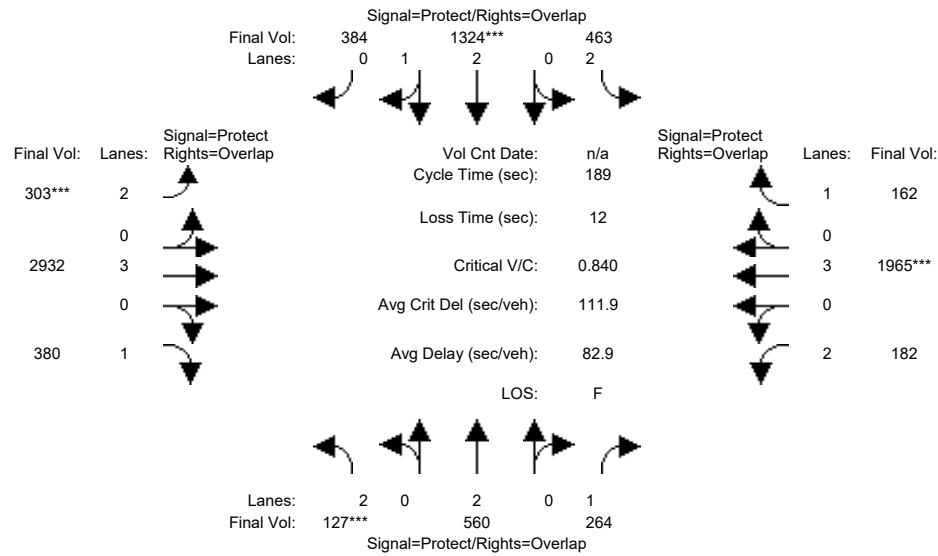 Signal=Protect/Rights=Overlap
Final Vol: 384 1324*** 463
Lanes: 0 1 2 0 2
Signal=Protect Signal=Protect
Final Vol: Lanes: Rights=Overlap Vol Cnt Date: n/a Rights=Overlap Lanes: Final Vol:
Cycle Time (sec): 189
303*** 2 1 162
Loss Time (sec): 12
0 0
2932 3 Critical V/C: 0.840 3 1965***
0 Avg Crit Del (sec/veh): 111.9 0
380 1 Avg Delay (sec/veh): 82.9 2 182
LOS: F
Lanes: 2 0 2 0 1
Final Vol: 127*** 560 264
Signal=Protect/Rights=Overlap